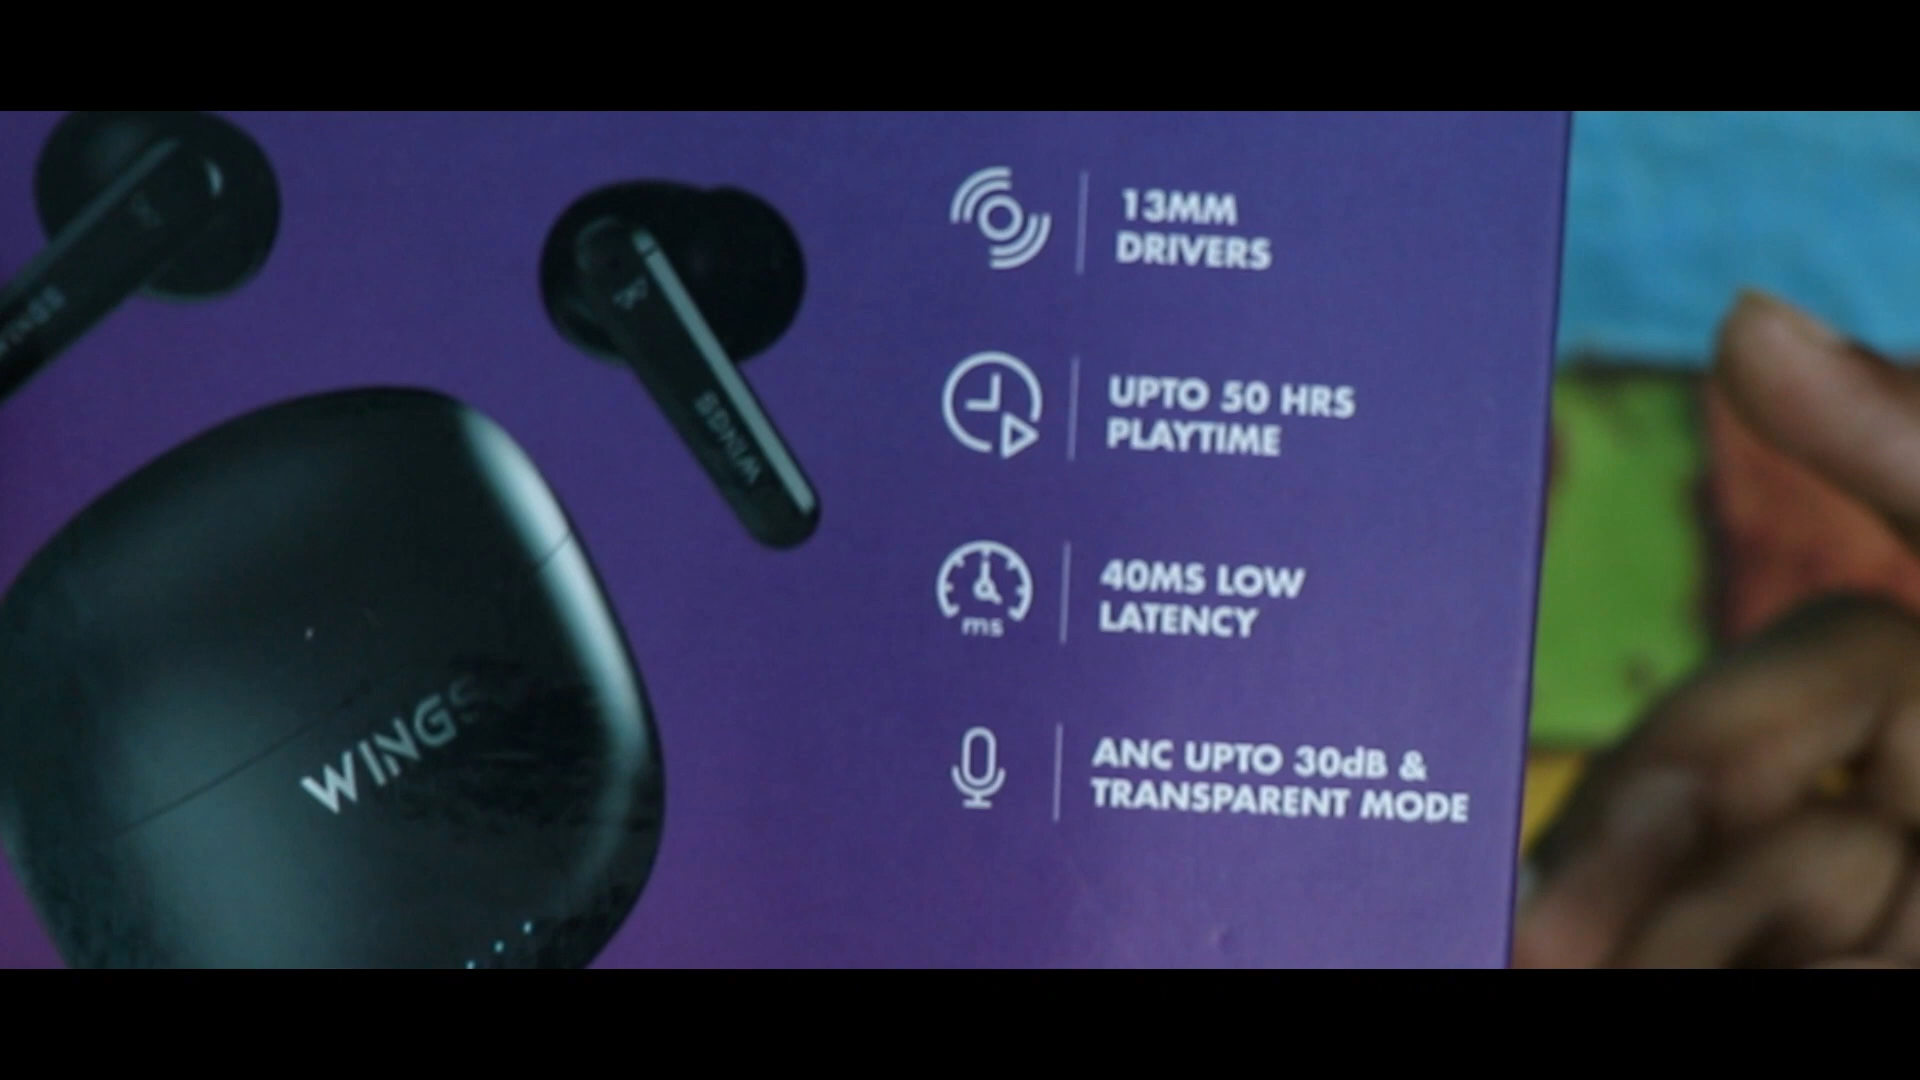 WINGS
WINGS
13MM
DRIVERS
UPTO 50 HRS
PLAYTIME
ms
40MS LOW
LATENCY
ANC UPTO 30dB &
TRANSPARENT MODE